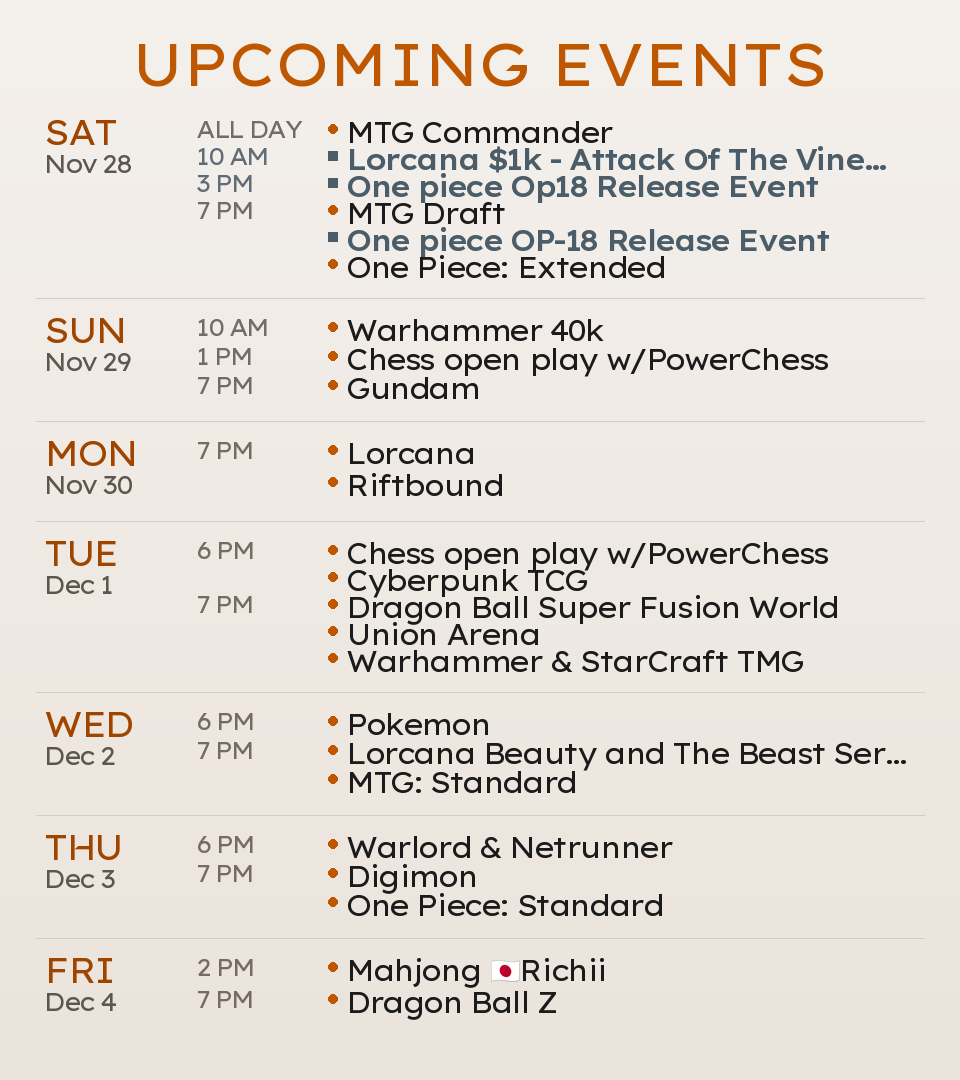 UPCOMING EVENTS
SAT
Nov 28
ALL DAY • MTG Commander
10 AM ▪ Lorcana $1k - Attack Of The Vine...
3 PM ▪ One piece Op18 Release Event
7 PM • MTG Draft
▪ One piece OP-18 Release Event
• One Piece: Extended
SUN
Nov 29
10 AM • Warhammer 40k
1 PM • Chess open play w/PowerChess
7 PM • Gundam
MON
Nov 30
7 PM • Lorcana
• Riftbound
TUE
Dec 1
6 PM • Chess open play w/PowerChess
• Cyberpunk TCG
7 PM • Dragon Ball Super Fusion World
• Union Arena
• Warhammer & StarCraft TMG
WED
Dec 2
6 PM • Pokemon
7 PM • Lorcana Beauty and The Beast Ser...
• MTG: Standard
THU
Dec 3
6 PM • Warlord & Netrunner
7 PM • Digimon
• One Piece: Standard
FRI
Dec 4
2 PM • Mahjong 🇯🇵Richii
7 PM • Dragon Ball Z